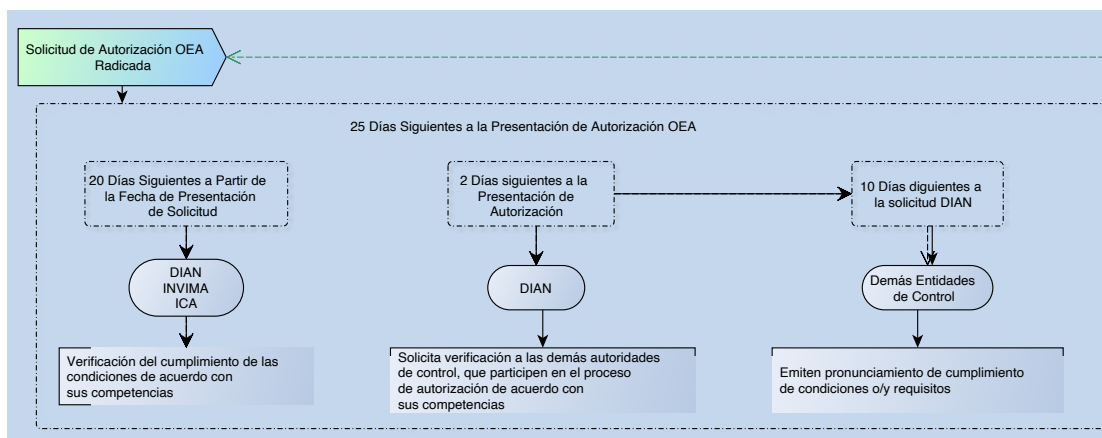 Solicitud de Autorización OEA
Radicada
25 Días Siguientes a la Presentación de Autorización OEA
20 Días Siguientes a Partir de
la Fecha de Presentación
de Solicitud
2 Días siguientes a la
Presentación de
Autorización
10 Días diguientes a
la solicitud DIAN
DIAN
INVIMA
ICA
DIAN
Demás Entidades
de Control
Verificación del cumplimiento de las
condiciones de acuerdo con
sus competencias
Solicita verificación a las demás autoridades
de control, que participen en el proceso
de autorización de acuerdo con
sus competencias
Emiten pronunciamiento de cumplimiento
de condiciones o/y requisitos